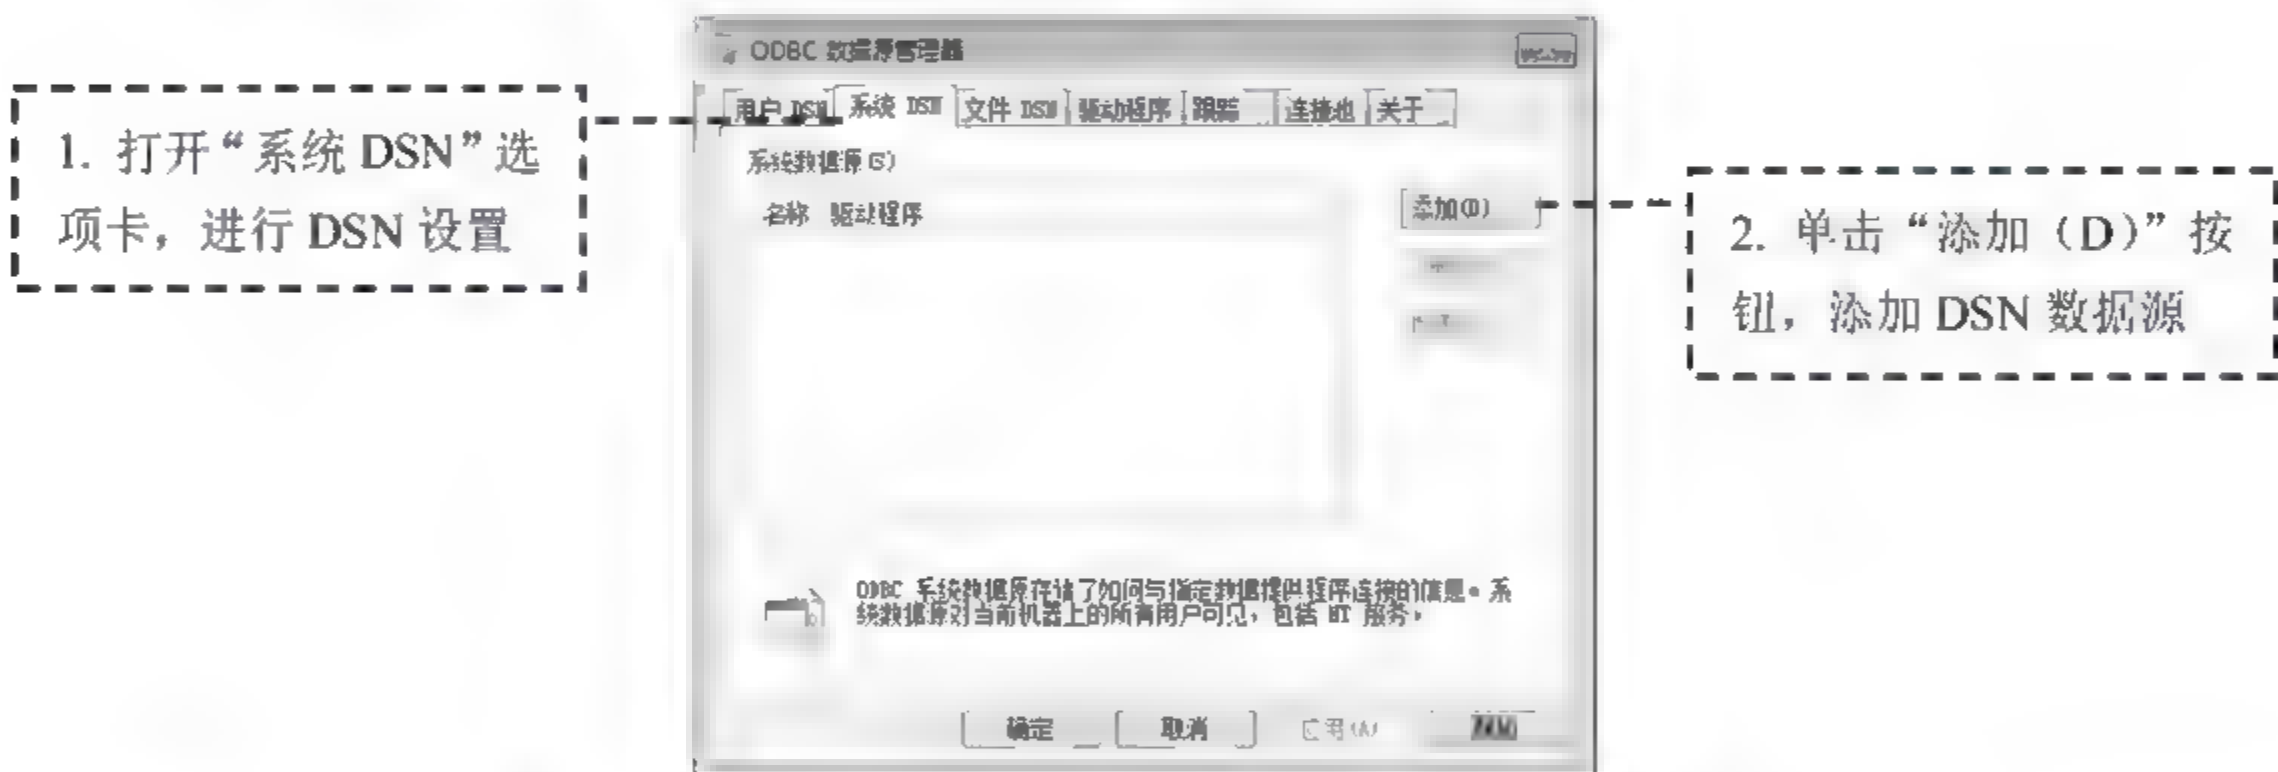 1. 打开“系统 DSN”选
项卡，进行 DSN 设置
ODBC 数据源管理器
用户 DSN 系统 DSN 文件 DSN 驱动程序 跟踪 连接池 关于
系统数据源(S)
名称 驱动程序
添加(D)
2. 单击“添加（D）”按
钮，添加 DSN 数据源
ODBC 系统数据源存储了如何与指定数据提供程序连接的信息。系
统数据源对当前机器上的所有用户可见，包括 NT 服务。
确定 取消 应用(A)